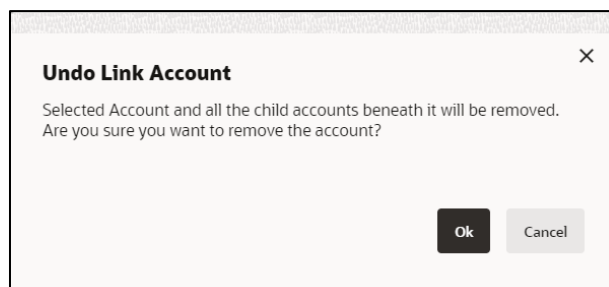 Undo Link Account
Selected Account and all the child accounts beneath it will be removed.
Are you sure you want to remove the account?
Ok
Cancel